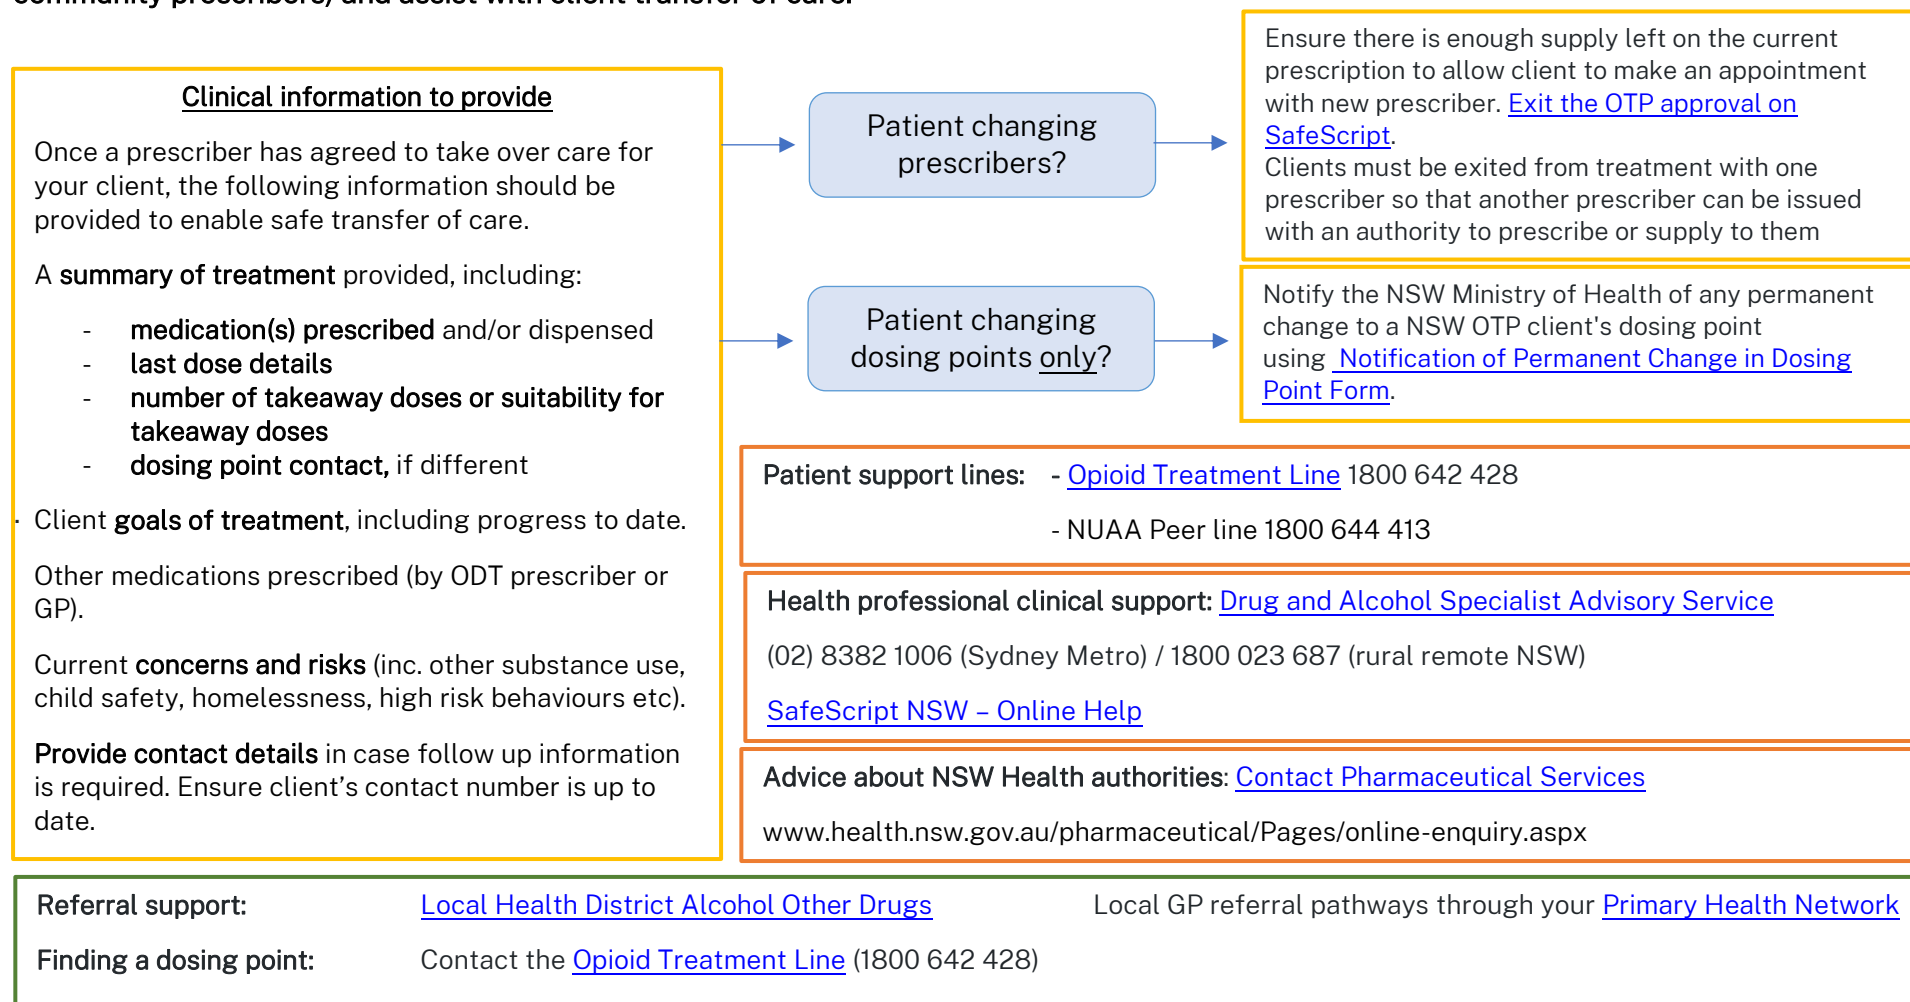 community prescribers) and assist with client transfer of care.
Clinical information to provide
Once a prescriber has agreed to take over care for
your client, the following information should be
provided to enable safe transfer of care.
A summary of treatment provided, including:
- medication(s) prescribed and/or dispensed
- last dose details
- number of takeaway doses or suitability for
takeaway doses
- dosing point contact, if different
· Client goals of treatment, including progress to date.
Other medications prescribed (by ODT prescriber or
GP).
Current concerns and risks (inc. other substance use,
child safety, homelessness, high risk behaviours etc).
Provide contact details in case follow up information
is required. Ensure client’s contact number is up to
date.
Patient changing
prescribers?
Ensure there is enough supply left on the current
prescription to allow client to make an appointment
with new prescriber. Exit the OTP approval on
SafeScript.
Clients must be exited from treatment with one
prescriber so that another prescriber can be issued
with an authority to prescribe or supply to them
Patient changing
dosing points only?
Notify the NSW Ministry of Health of any permanent
change to a NSW OTP client's dosing point
using Notification of Permanent Change in Dosing
Point Form.
Patient support lines: - Opioid Treatment Line 1800 642 428
- NUAA Peer line 1800 644 413
Health professional clinical support: Drug and Alcohol Specialist Advisory Service
(02) 8382 1006 (Sydney Metro) / 1800 023 687 (rural remote NSW)
SafeScript NSW – Online Help
Advice about NSW Health authorities: Contact Pharmaceutical Services
www.health.nsw.gov.au/pharmaceutical/Pages/online-enquiry.aspx
Referral support: Local Health District Alcohol Other Drugs Local GP referral pathways through your Primary Health Network
Finding a dosing point: Contact the Opioid Treatment Line (1800 642 428)